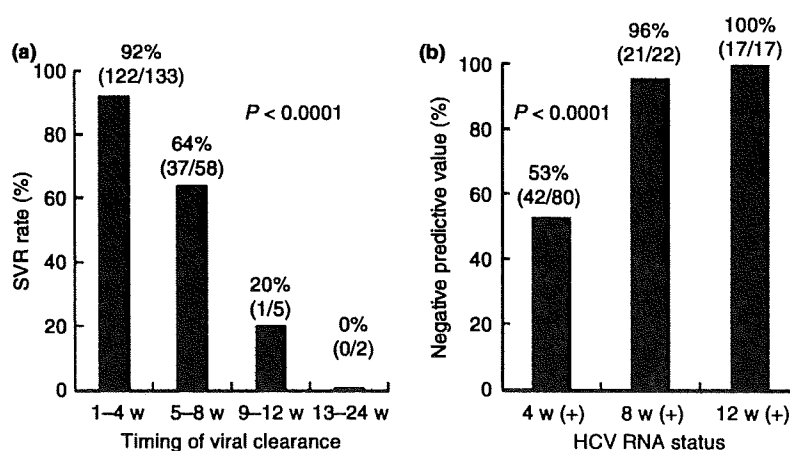 (a)
92%
(122/133)
64%
(37/58)
20%
(1/5)
0%
(0/2)
P < 0.0001
SVR rate (%)
100
80
60
40
20
0
1–4 w 5–8 w 9–12 w 13–24 w
Timing of viral clearance
(b)
53%
(42/80)
96%
(21/22)
100%
(17/17)
P < 0.0001
Negative predictive value (%)
100
80
60
40
20
0
4 w (+) 8 w (+) 12 w (+)
HCV RNA status